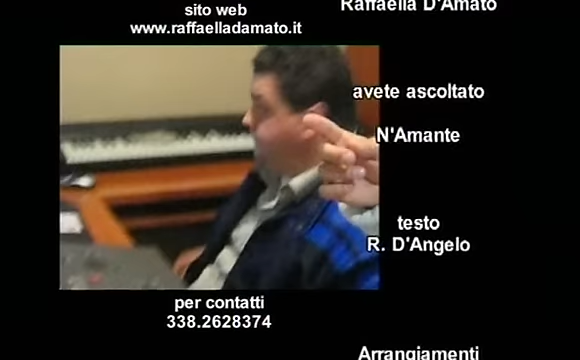 sito web
www.raffaelladamato.it
Raffaella D'Amato
avete ascoltato
N'Amante
testo
R. D'Angelo
per contatti
338.2628374
Arrangiamenti